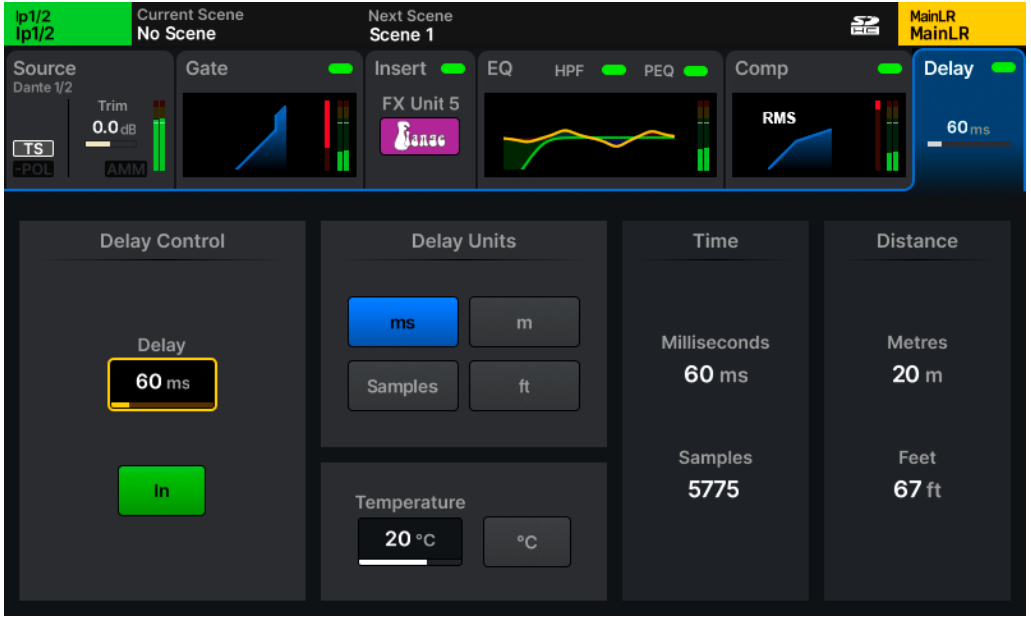 Ip1/2
Ip1/2
Current Scene
No Scene
Next Scene
Scene 1
MainLR
MainLR
Source
Dante 1/2
Trim
0.0 dB
TS
-POL
AMM
Gate
Insert
FX Unit 5
flange
EQ
HPF
PEQ
Comp
RMS
Delay
60 ms
Delay Control
Delay
60 ms
In
Delay Units
ms
m
Samples
ft
Temperature
20 °C
°C
Time
Milliseconds
60 ms
Samples
5775
Distance
Metres
20 m
Feet
67 ft